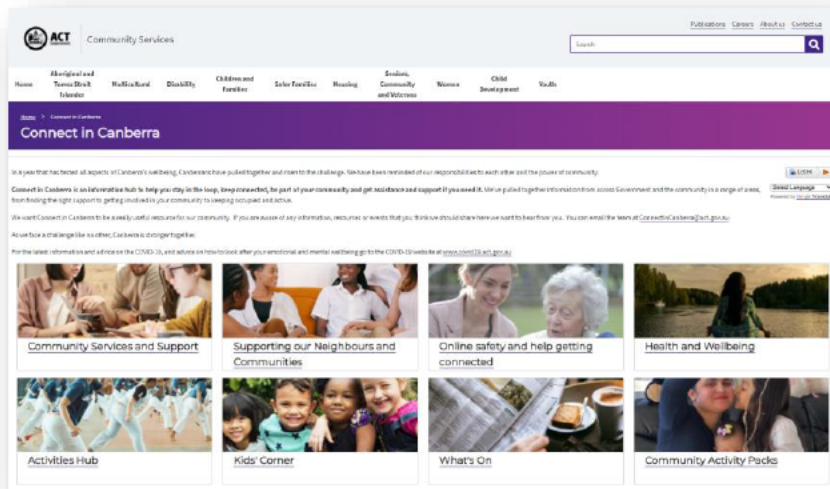 Publications Careers About us Contact us
ACT
Community Services
Search
Home
Aboriginal and Torres Strait Islander
Multicultural
Disability
Children and Families
Safer Families
Housing
Seniors, Community and Veterans
Women
Child Development
Youth
Home > Connect in Canberra
Connect in Canberra
In a year that has tested all aspects of Canberra's wellbeing, Canberrans have pulled together and risen to the challenge. We have been reminded of our responsibilities to each other and the power of community.
Connect in Canberra is an information hub to help you stay in the loop, keep connected, be part of your community and get assistance and support if you need it. We've pulled together information from across Government and the community in a range of areas,
from finding the right support to getting involved in your community to keeping occupied and active.
We want Connect in Canberra to be a really useful resource for our community. If you are aware of any information, resources or events that you think we should share here we want to hear from you. You can email the team at ConnectinCanberra@act.gov.au
As we face a challenge like no other, Canberra is stronger together.
For the latest information and advice on the COVID-19, and advice on how to look after your emotional and mental wellbeing go to the COVID-19 website at www.covid19.act.gov.au
Listen
Select Language
Powered by Google Translate
Community Services and Support
Supporting our Neighbours and
Communities
Online safety and help getting
connected
Health and Wellbeing
Activities Hub
Kids' Corner
What's On
Community Activity Packs